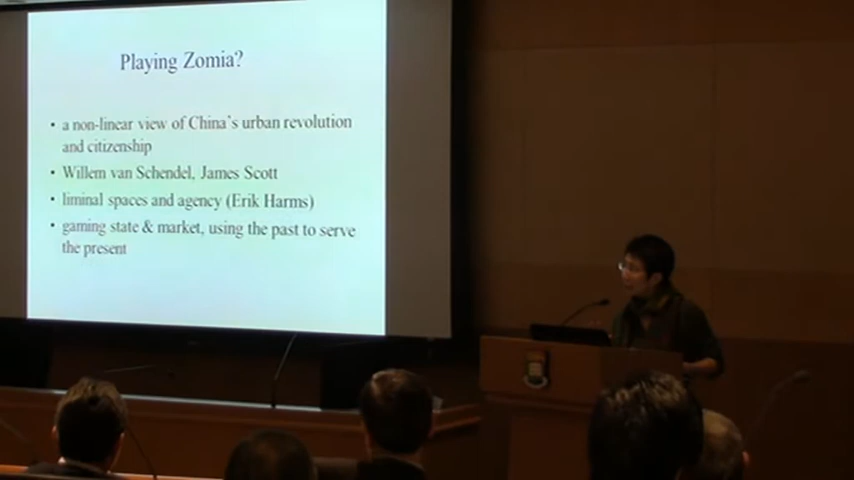 Playing Zomia?
• a non-linear view of China's urban revolution
and citizenship
• Willem van Schendel, James Scott
• liminal spaces and agency (Erik Harms)
• gaming state & market, using the past to serve
the present